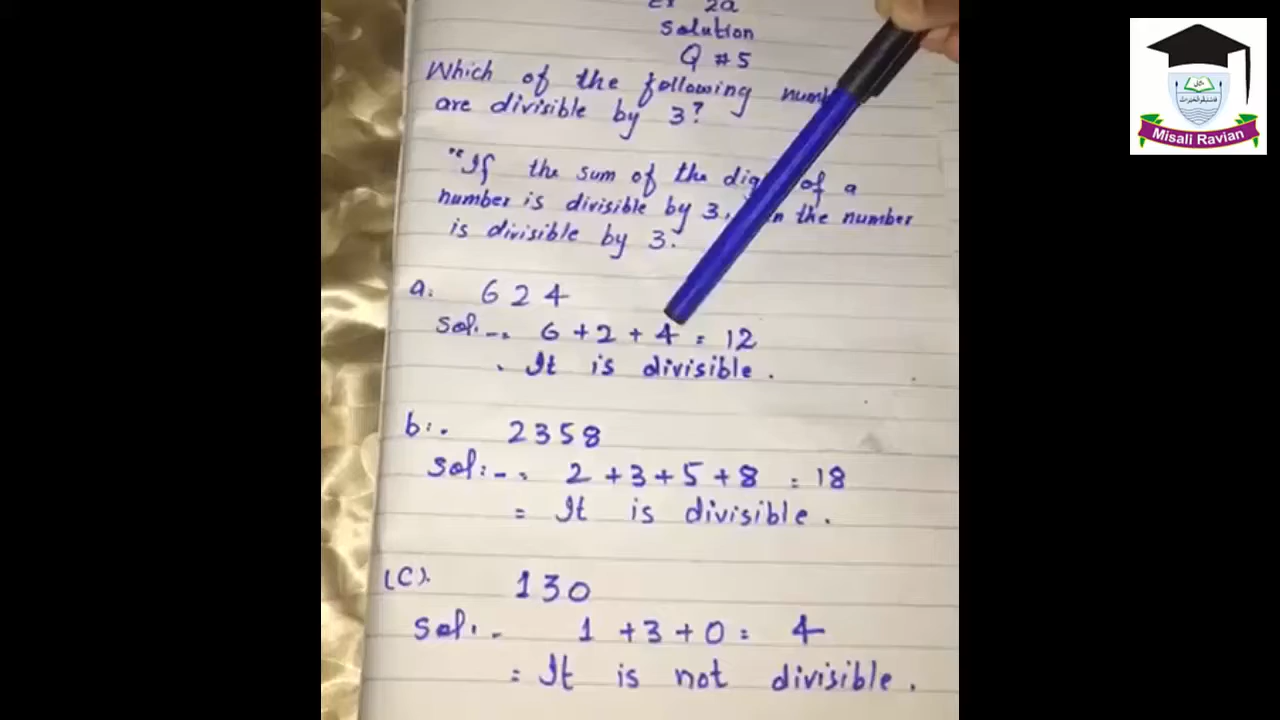 Ex 2a
Solution
Q # 5
Which of the following
are divisible by 3?
"If the sum of the of a
number is divisible by 3, the number
is divisible by 3.
a. 624
Sol:- 6 + 2 + 4 = 12
It is divisible.
b:. 2358
Sol:- = 2 + 3 + 5 + 8 = 18
= It is divisible.
(C). 130
Sol:- 1 + 3 + 0 = 4
= It is not divisible.
Misali Ravian